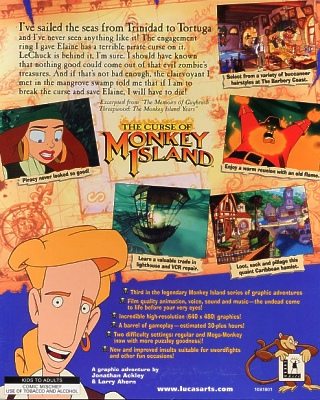 I've sailed the seas from Trinidad to Tortuga
and I've never seen anything like it! The engagement
ring I gave Elaine has a terrible pirate curse on it.
LeChuck is behind it, I'm sure. I should have known
that nothing good could come out of that evil zombie's
treasures. And if that's not bad enough, the clairvoyant I
met in the mangrove swamp told me that if I am to
break the curse and save Elaine, I will have to die!
-Excerpted from "The Memoirs of Guybrush
Threepwood: The Monkey Island Years"
Select from a variety of buccaneer
hairstyles at The Barbery Coast.
THE CURSE OF
MONKEY
ISLAND
Piracy never looked so good!
Enjoy a warm reunion with an old flame.
Learn a valuable trade in
lighthouse and VCR repair.
Loot, sack and pillage this
quaint Caribbean hamlet.
Third in the legendary Monkey Island series of graphic adventures
Film quality animation, voice, sound and music—the undead come
to life before your very eyes!
Incredible high-resolution (640 x 480) graphics!
A barrel of gameplay—estimated 30-plus hours!
Two difficulty settings: regular and Mega-Monkey
(now with more puzzley goodness!)
New and improved insults suitable for swordfights
and other fun occasions!
A graphic adventure by
Jonathan Ackley
& Larry Ahern
KIDS TO ADULTS
COMIC MISCHIEF
USE OF TOBACCO AND ALCOHOL
www.lucasarts.com
1081801